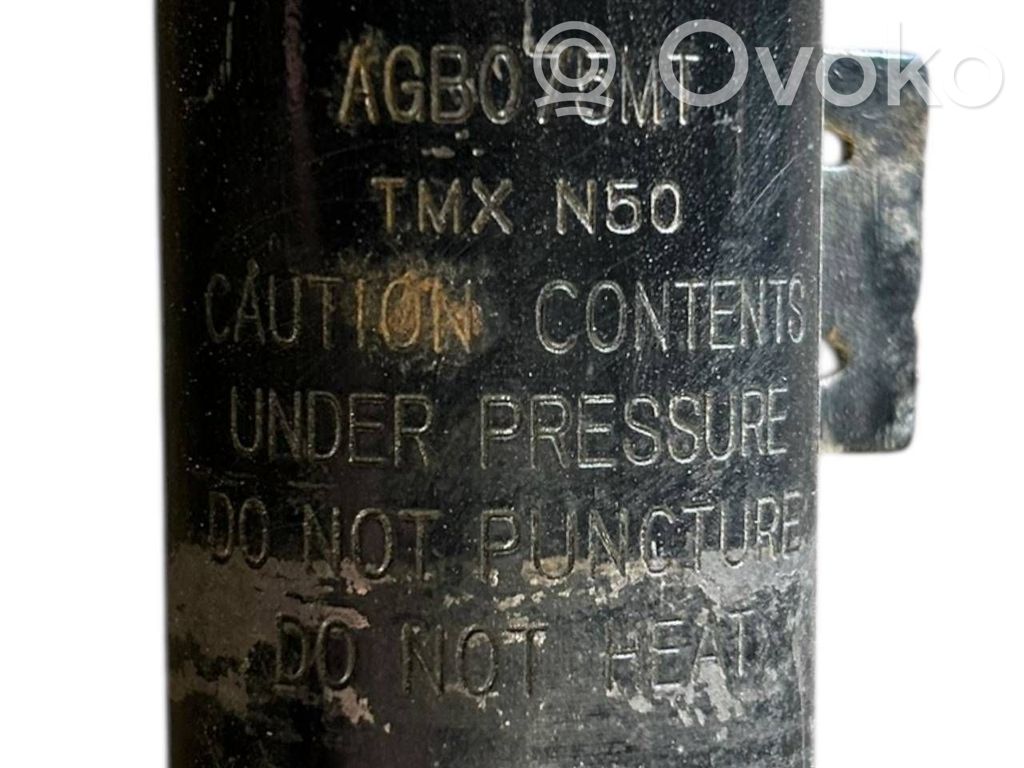 Ovoko
TMX N50
CAUTION CONTENTS
UNDER PRESSURE
DO NOT PUNCTURE
DO NOT HEAT